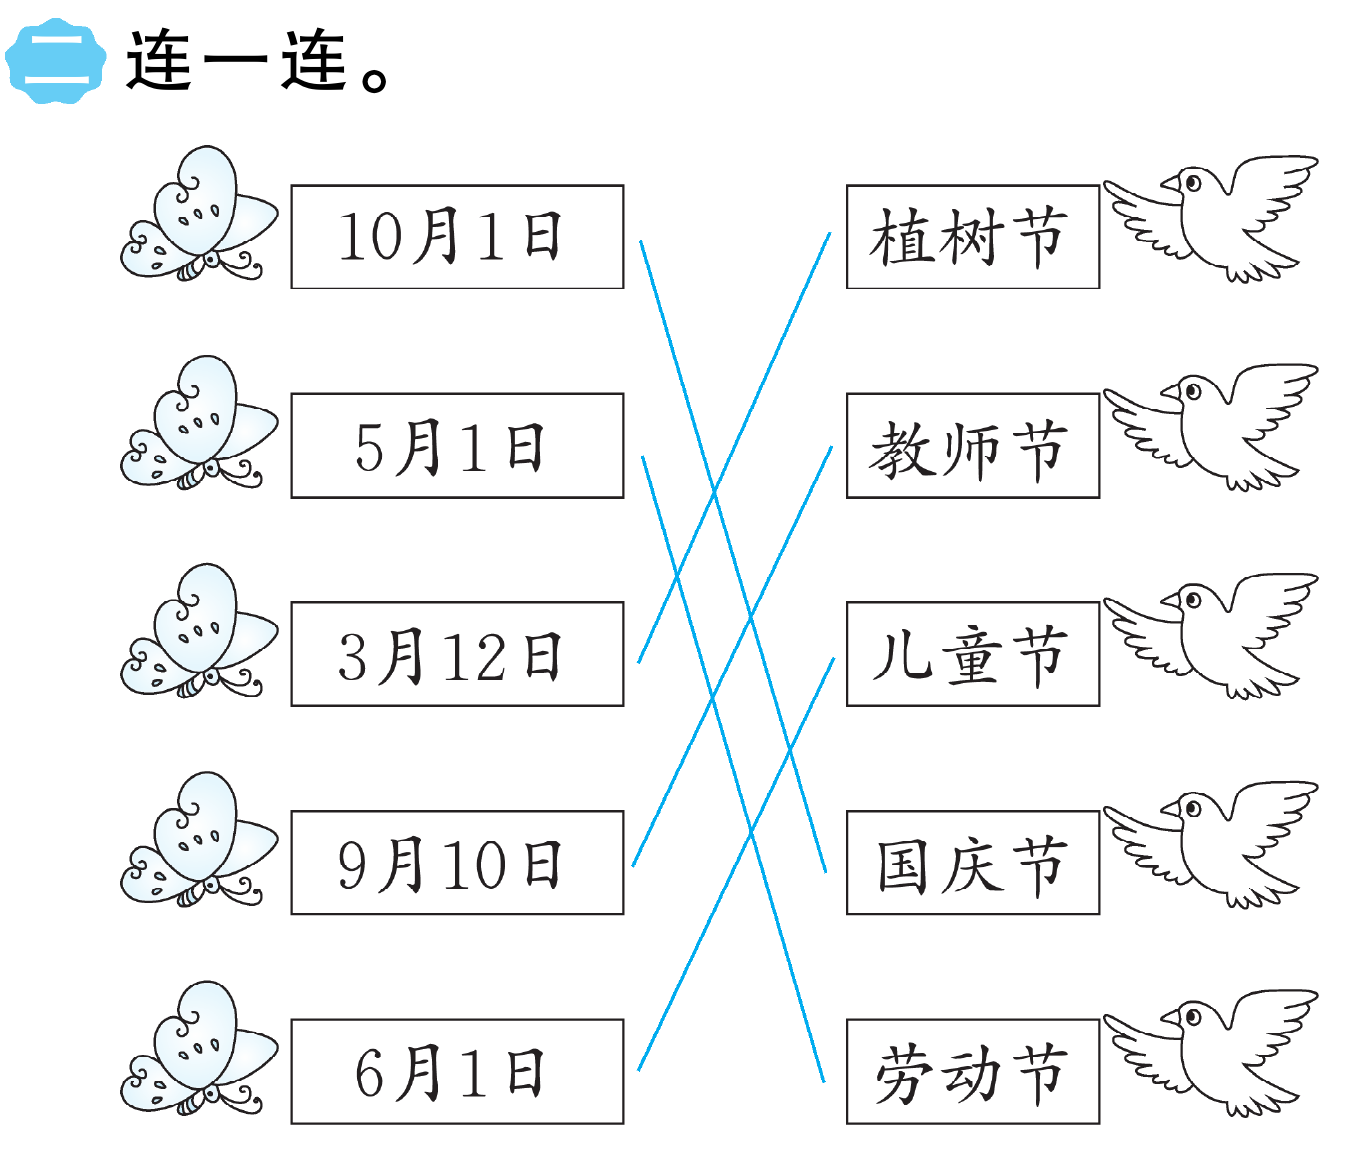 二 连一连。
10月1日 植树节
5月1日 教师节
3月12日 儿童节
9月10日 国庆节
6月1日 劳动节